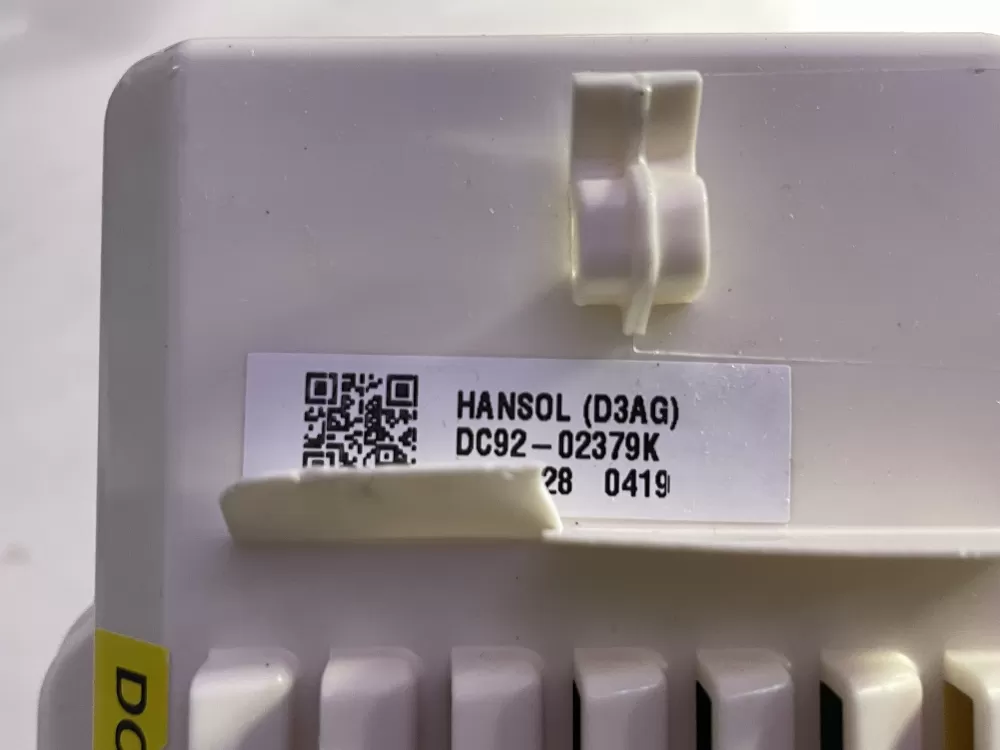 HANSOL (D3AG)
DC92-02379K
28 0419
DC